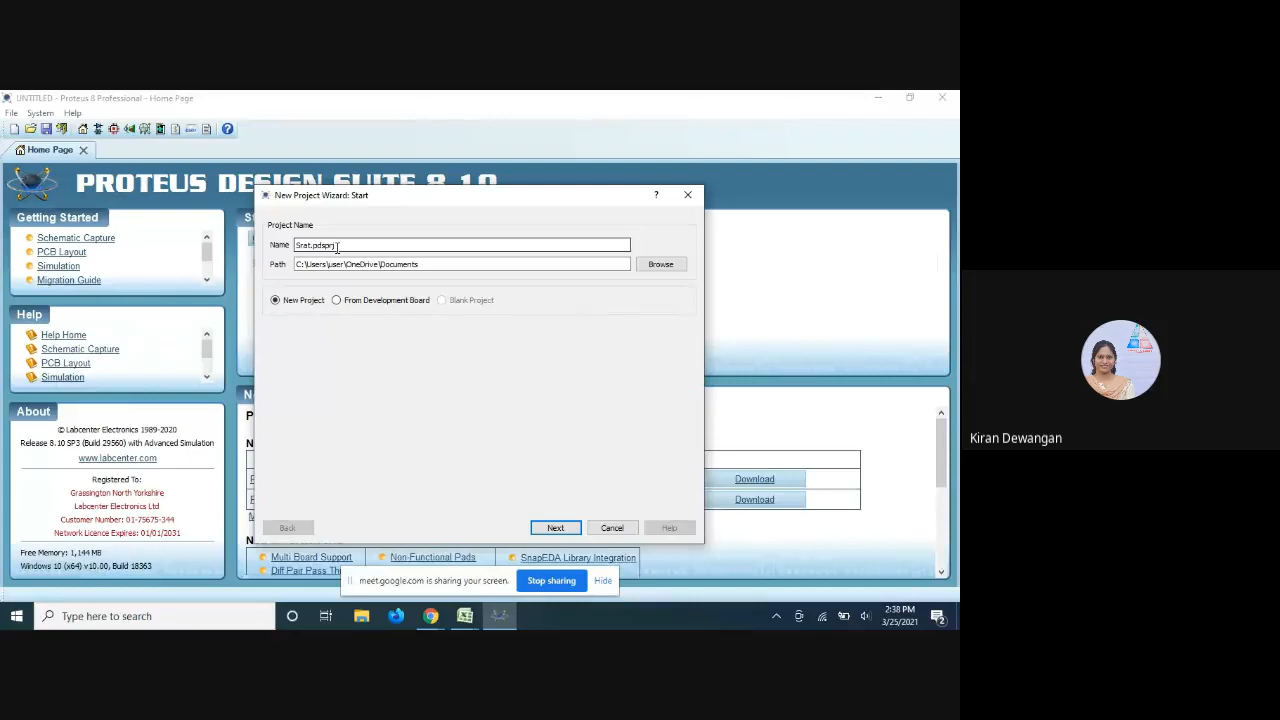 UNTITLED - Proteus 8 Professional - Home Page
File System Help
Home Page
PROTEUS DESIGN SUITE 8.10
Getting Started
Schematic Capture
PCB Layout
Simulation
Migration Guide
Help
Help Home
Schematic Capture
PCB Layout
Simulation
About
© Labcenter Electronics 1989-2020
Release 8.10 SP3 (Build 29560) with Advanced Simulation
www.labcenter.com
Registered To:
Grassington North Yorkshire
Labcenter Electronics Ltd
Customer Number: 01-75675-344
Network Licence Expires: 01/01/2031
Free Memory: 1,144 MB
Windows 10 (x64) v10.00, Build 18363
New Project Wizard: Start
Project Name
Name Srat.pdsprj
Path C:\Users\user\OneDrive\Documents Browse
New Project From Development Board Blank Project
Back Next Cancel Help
Download
Download
Multi Board Support Non-Functional Pads SnapEDA Library Integration
Diff Pair Pass Th
meet.google.com is sharing your screen. Stop sharing Hide
Type here to search
2:38 PM
3/25/2021
2
Kiran Dewangan